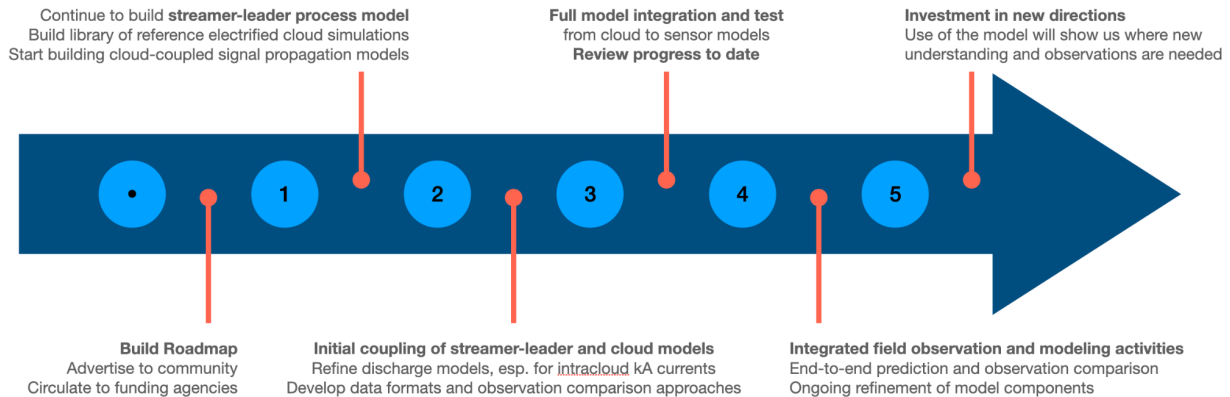 Continue to build streamer-leader process model
Build library of reference electrified cloud simulations
Start building cloud-coupled signal propagation models
Full model integration and test
from cloud to sensor models
Review progress to date
Investment in new directions
Use of the model will show us where new
understanding and observations are needed
•
1
2
3
4
5
Build Roadmap
Advertise to community
Circulate to funding agencies
Initial coupling of streamer-leader and cloud models
Refine discharge models, esp. for intracloud kA currents
Develop data formats and observation comparison approaches
Integrated field observation and modeling activities
End-to-end prediction and observation comparison
Ongoing refinement of model components